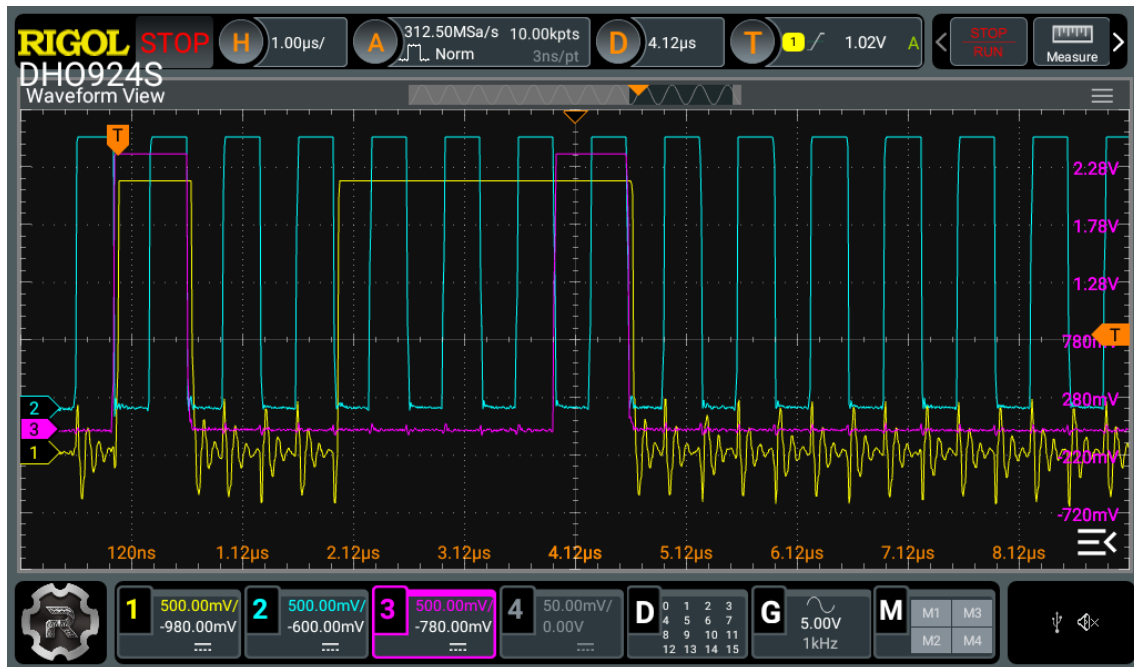 RIGOL STOP H 1.00μs/ A 312.50MSa/s 10.00kpts D 4.12μs T 1 1.02V A STOP RUN Measure
Norm 3ns/pt
DHO924S
Waveform View
T
2.28V
1.78V
1.28V
T
2 280mV
3
1
-220mV
-720mV
120ns 1.12μs 2.12μs 3.12μs 4.12μs 5.12μs 6.12μs 7.12μs 8.12μs
1 500.00mV/ 2 500.00mV/ 3 500.00mV/ 4 50.00mV/ D 0 1 2 3 G 5.00V M M1 M3
-980.00mV -600.00mV -780.00mV 0.00V 4 5 6 7 1kHz M2 M4
8 9 10 11
12 13 14 15